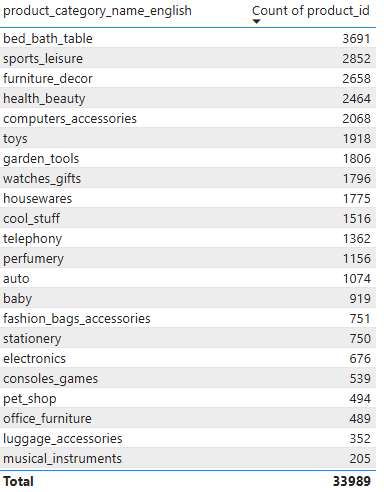 product_category_name_english Count of product_id
bed_bath_table 3691
sports_leisure 2852
furniture_decor 2658
health_beauty 2464
computers_accessories 2068
toys 1918
garden_tools 1806
watches_gifts 1796
housewares 1775
cool_stuff 1516
telephony 1362
perfumery 1156
auto 1074
baby 919
fashion_bags_accessories 751
stationery 750
electronics 676
consoles_games 539
pet_shop 494
office_furniture 489
luggage_accessories 352
musical_instruments 205
Total 33989